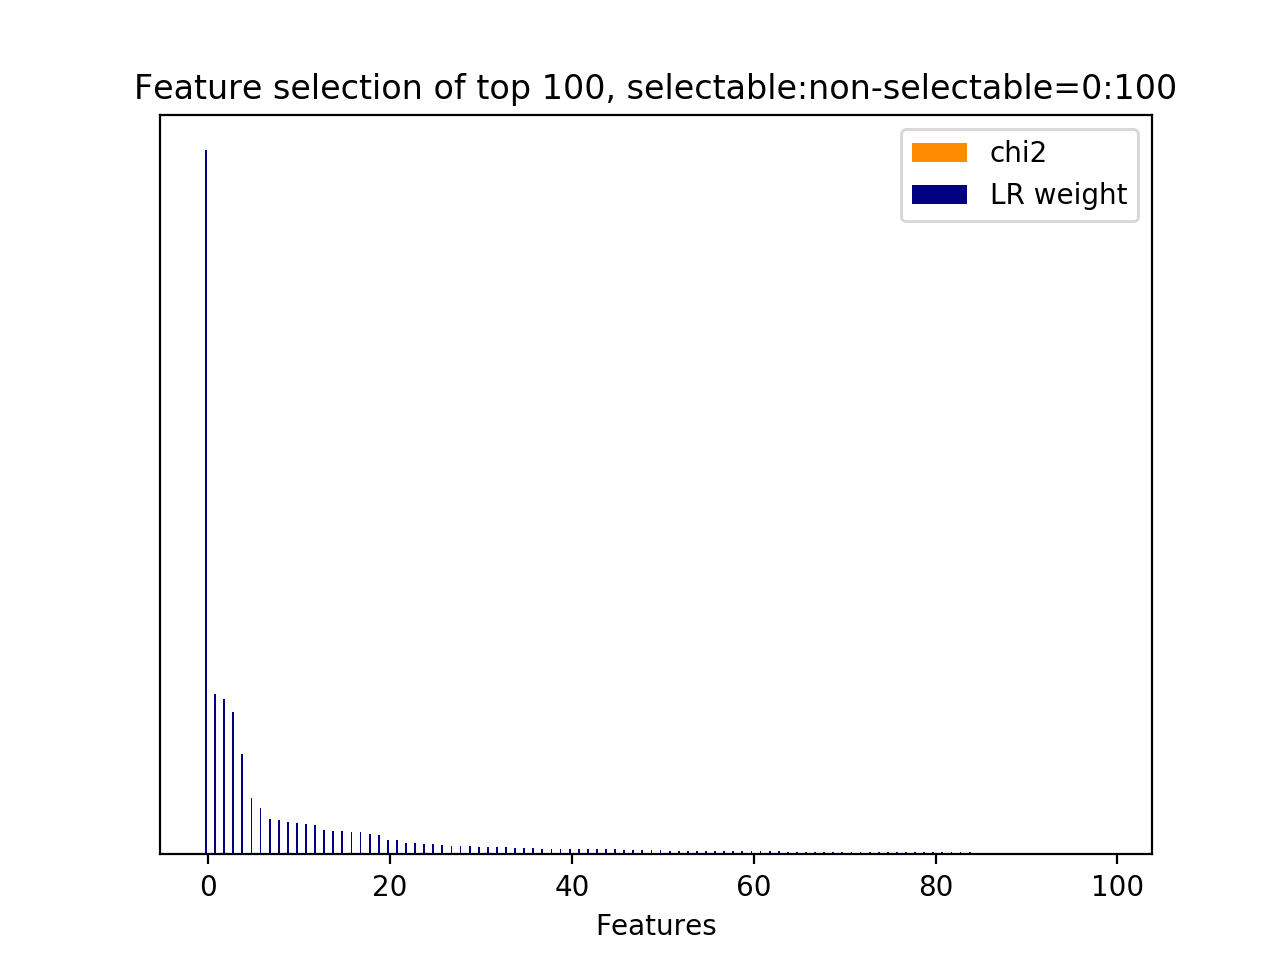 Feature selection of top 100, selectable:non-selectable=0:100
chi2
LR weight
0 20 40 60 80 100
Features